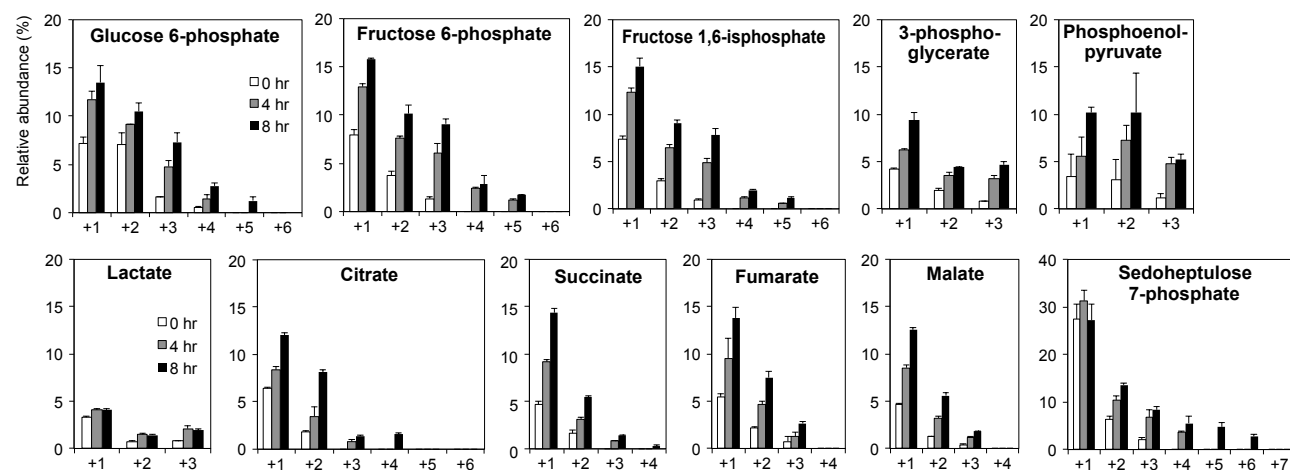 Relative abundance (%)
20
15
10
5
0
Glucose 6-phosphate
0 hr
4 hr
8 hr
+1 +2 +3 +4 +5 +6
20
15
10
5
0
Fructose 6-phosphate
+1 +2 +3 +4 +5 +6
20
15
10
5
0
Fructose 1,6-isphosphate
+1 +2 +3 +4 +5 +6
20
15
10
5
0
3-phospho-
glycerate
+1 +2 +3
20
15
10
5
0
Phosphoenol-
pyruvate
+1 +2 +3
20
15
10
5
0
Lactate
0 hr
4 hr
8 hr
+1 +2 +3
20
15
10
5
0
Citrate
+1 +2 +3 +4 +5 +6
20
15
10
5
0
Succinate
+1 +2 +3 +4
20
15
10
5
0
Fumarate
+1 +2 +3 +4
20
15
10
5
0
Malate
+1 +2 +3 +4
40
30
20
10
0
Sedoheptulose
7-phosphate
+1 +2 +3 +4 +5 +6 +7